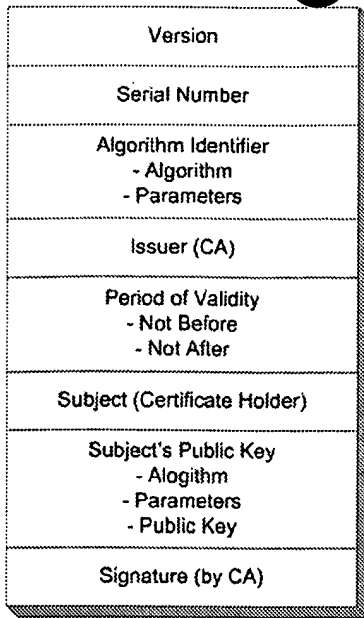 Version
Serial Number
Algorithm Identifier
- Algorithm
- Parameters
Issuer (CA)
Period of Validity
- Not Before
- Not After
Subject (Certificate Holder)
Subject's Public Key
- Alogithm
- Parameters
- Public Key
Signature (by CA)